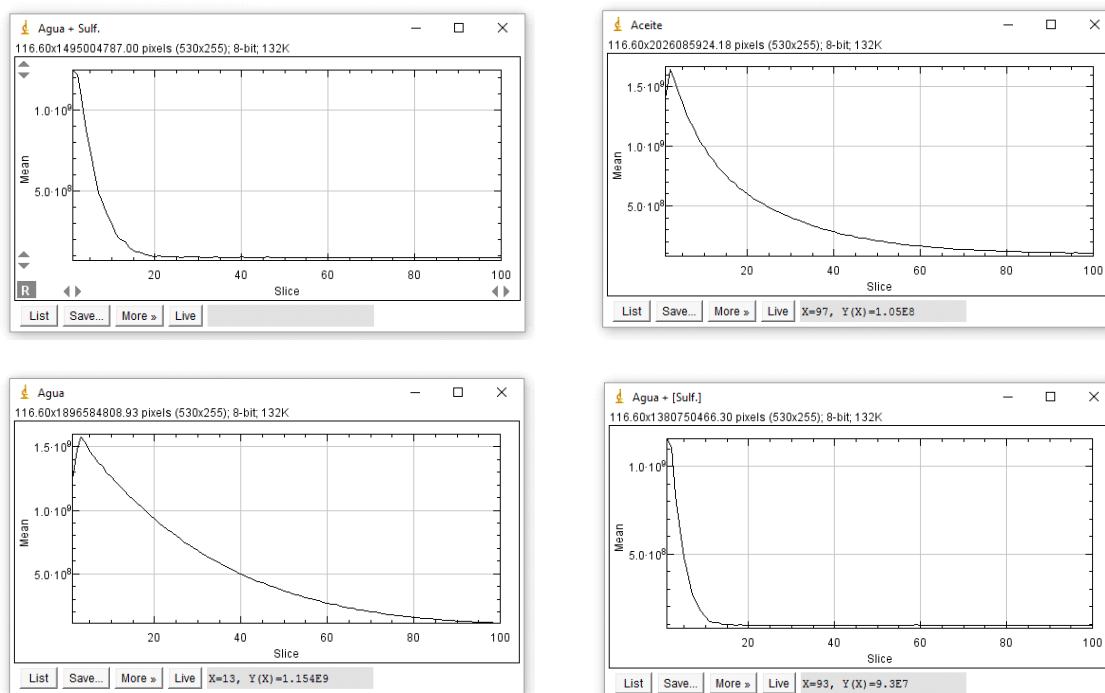 Agua + Sulf.
116.60x1495004787.00 pixels (530x255); 8-bit; 132K
1.0·10⁹
5.0·10⁸
Mean
20 40 60 80 100
Slice
R
List Save... More » Live
Aceite
116.60x2026085924.18 pixels (530x255); 8-bit; 132K
1.5·10⁹
1.0·10⁹
5.0·10⁸
Mean
20 40 60 80 100
Slice
List Save... More » Live X=97, Y(X)=1.05E8
Agua
116.60x1896584808.93 pixels (530x255); 8-bit; 132K
1.5·10⁹
1.0·10⁹
5.0·10⁸
Mean
20 40 60 80 100
Slice
List Save... More » Live X=13, Y(X)=1.154E9
Agua + [Sulf.]
116.60x1380750466.30 pixels (530x255); 8-bit; 132K
1.0·10⁹
5.0·10⁸
Mean
20 40 60 80 100
Slice
List Save... More » Live X=93, Y(X)=9.3E7